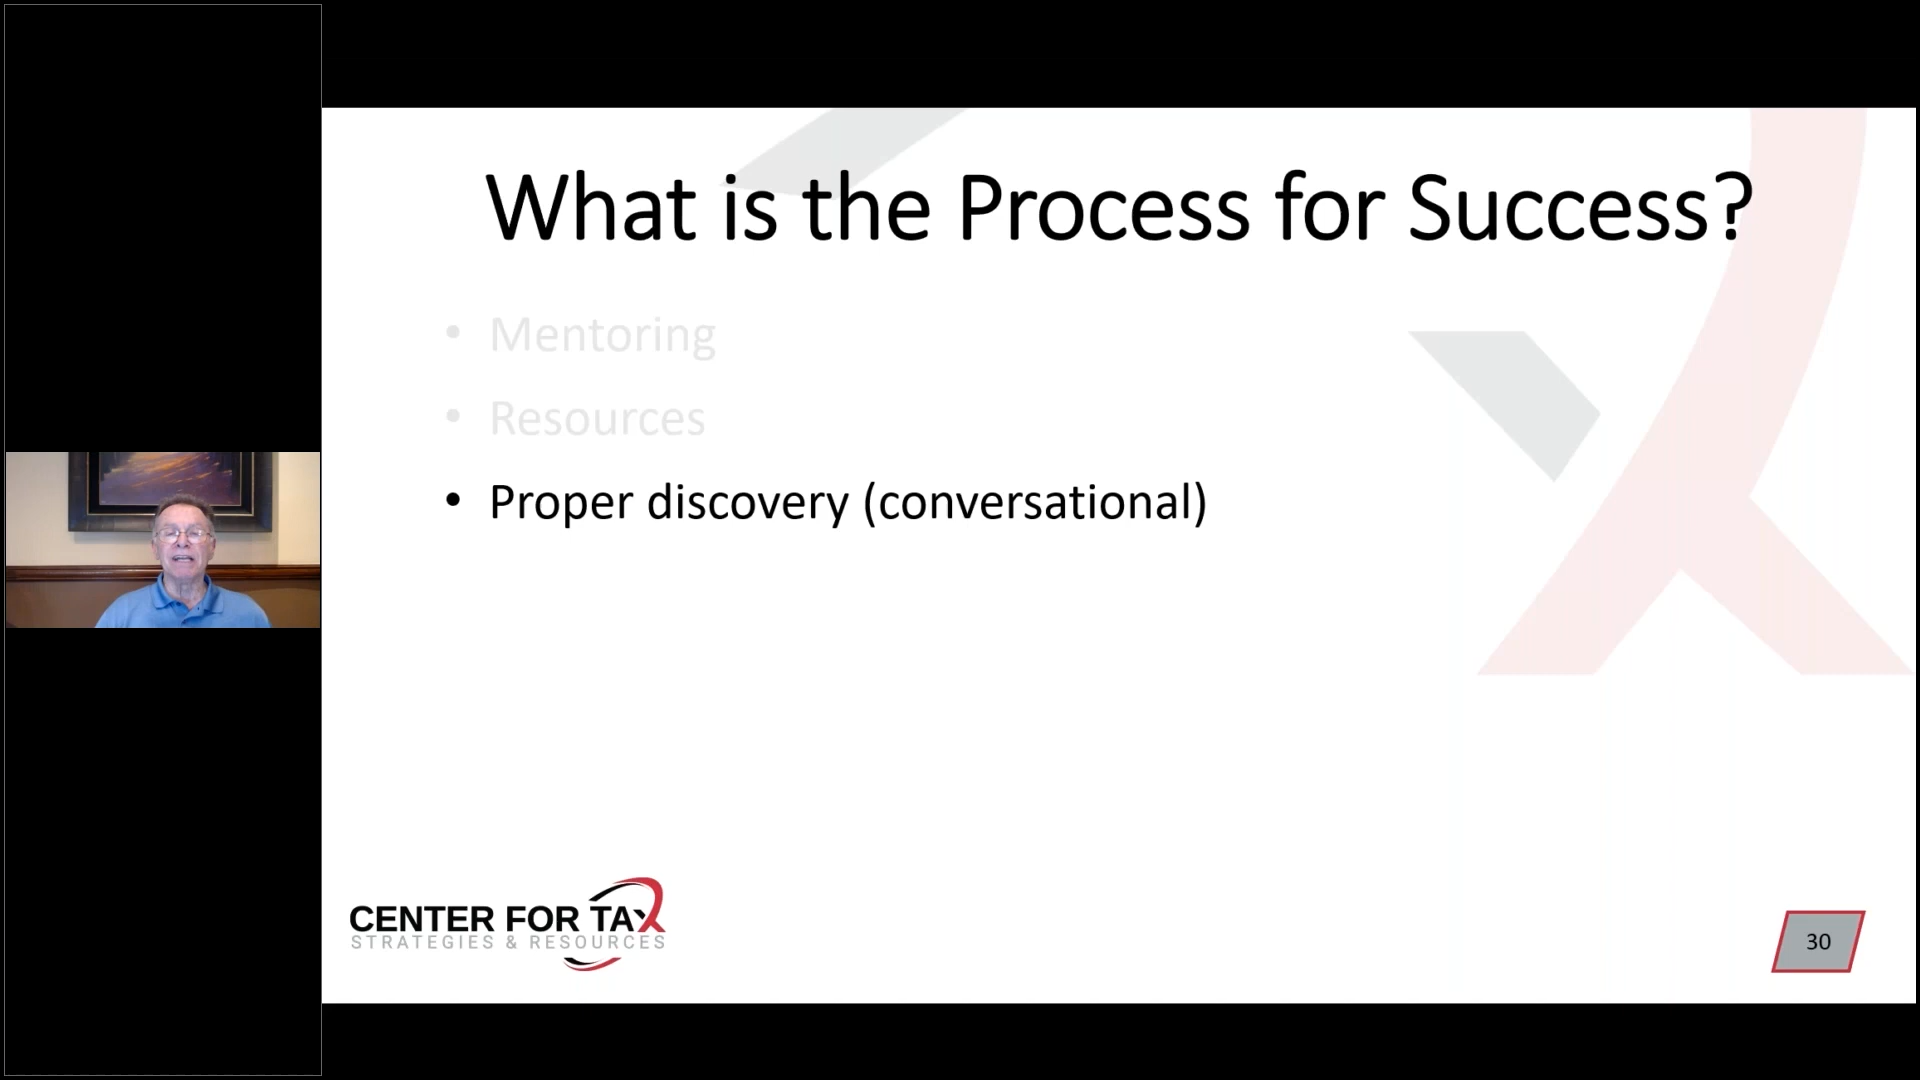 What is the Process for Success?
• Mentoring
• Resources
• Proper discovery (conversational)
CENTER FOR TAX
STRATEGIES & RESOURCES
30